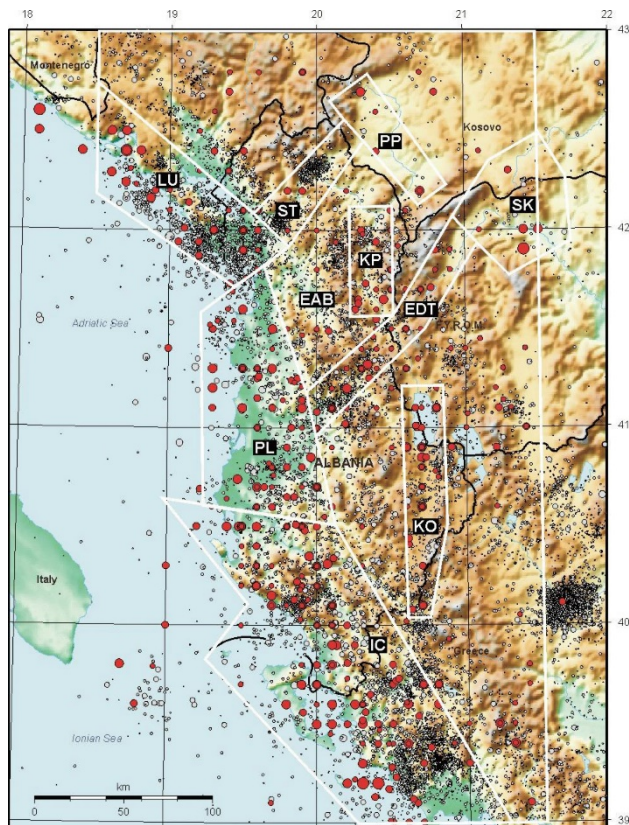 18 19 20 21 22
43
Montenegro
Kosovo
PP
LU
ST
SK
42
KP
EAB
EDT
Adriatic Sea
F.Y.R.O.M.
41
PL
ALBANIA
KO
Italy
40
IC
Greece
Ionian Sea
km
0 50 100
39